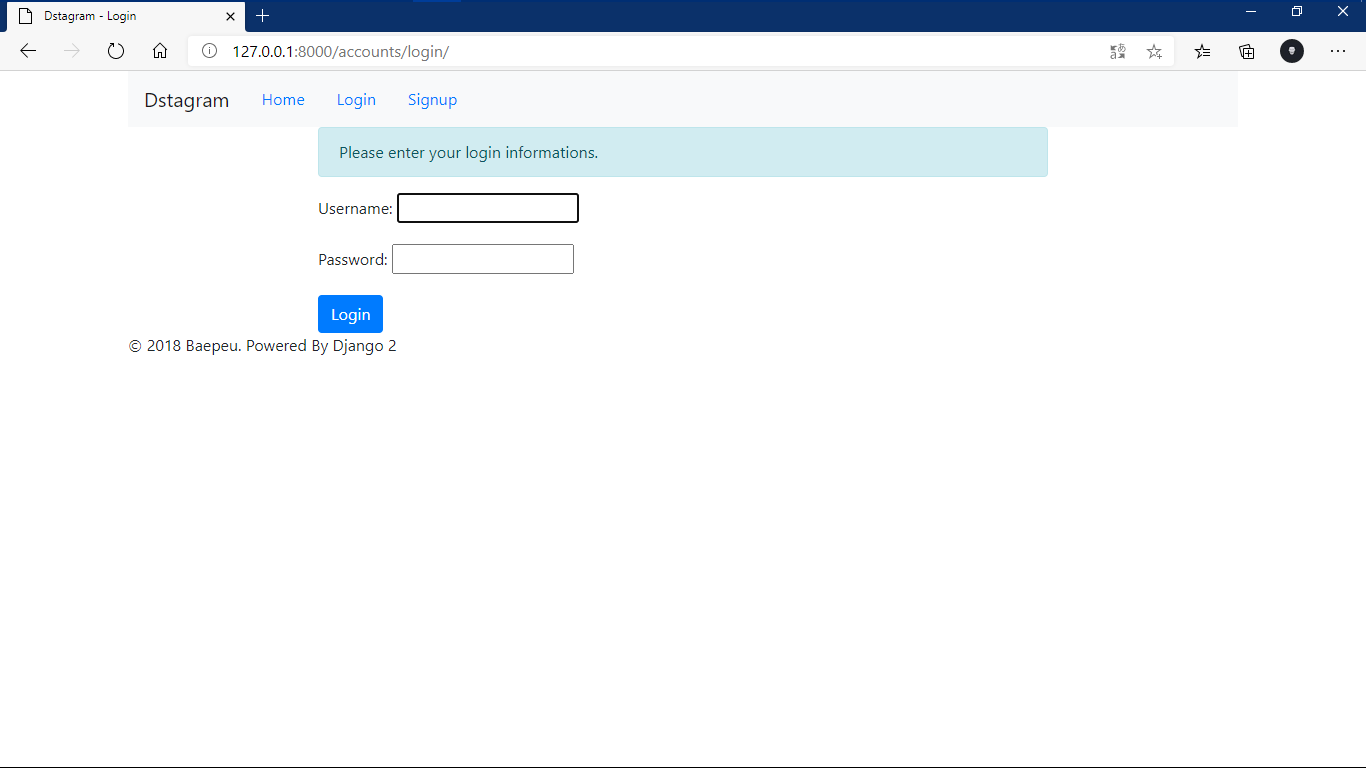 Dstagram - Login
127.0.0.1:8000/accounts/login/
Dstagram Home Login Signup
Please enter your login informations.
Username:
Password:
Login
© 2018 Baepeu. Powered By Django 2